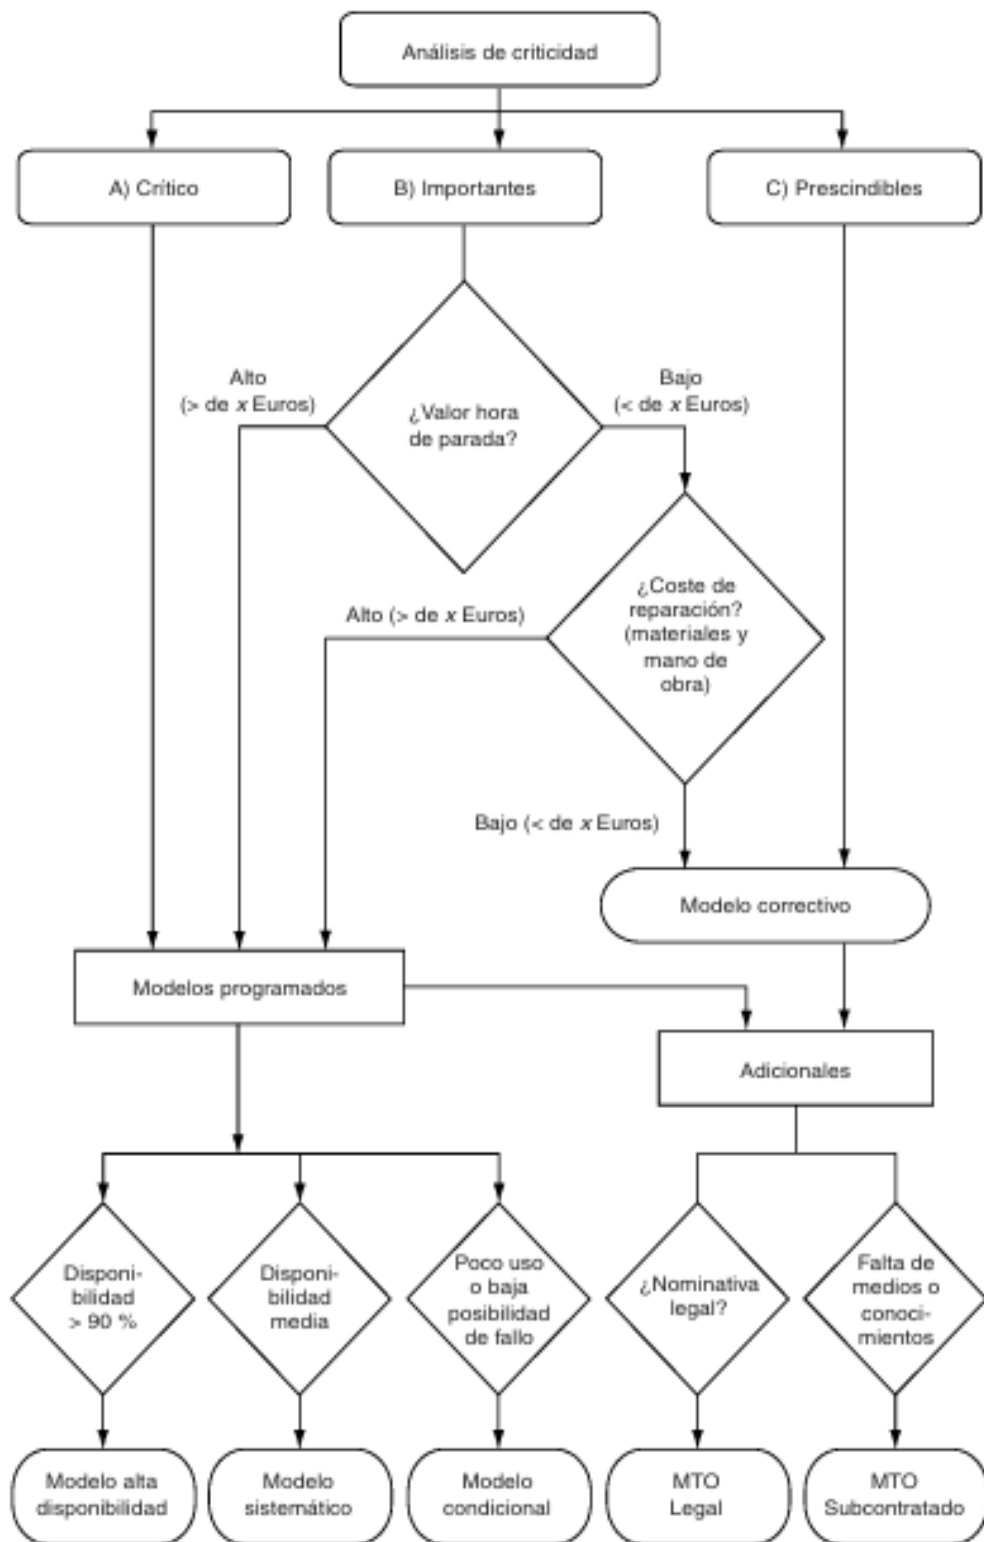 Análisis de criticidad
A) Crítico
B) Importantes
C) Prescindibles
Alto
(> de x Euros)
¿Valor hora
de parada?
Bajo
(< de x Euros)
Alto (> de x Euros)
¿Coste de
reparación?
(materiales y
mano de
obra)
Bajo (< de x Euros)
Modelo correctivo
Modelos programados
Adicionales
Disponi-
bilidad
> 90 %
Disponi-
bilidad
media
Poco uso
o baja
posibilidad
de fallo
¿Nominativa
legal?
Falta de
medios o
conoci-
mientos
Modelo alta
disponibilidad
Modelo
sistemático
Modelo
condicional
MTO
Legal
MTO
Subcontratado